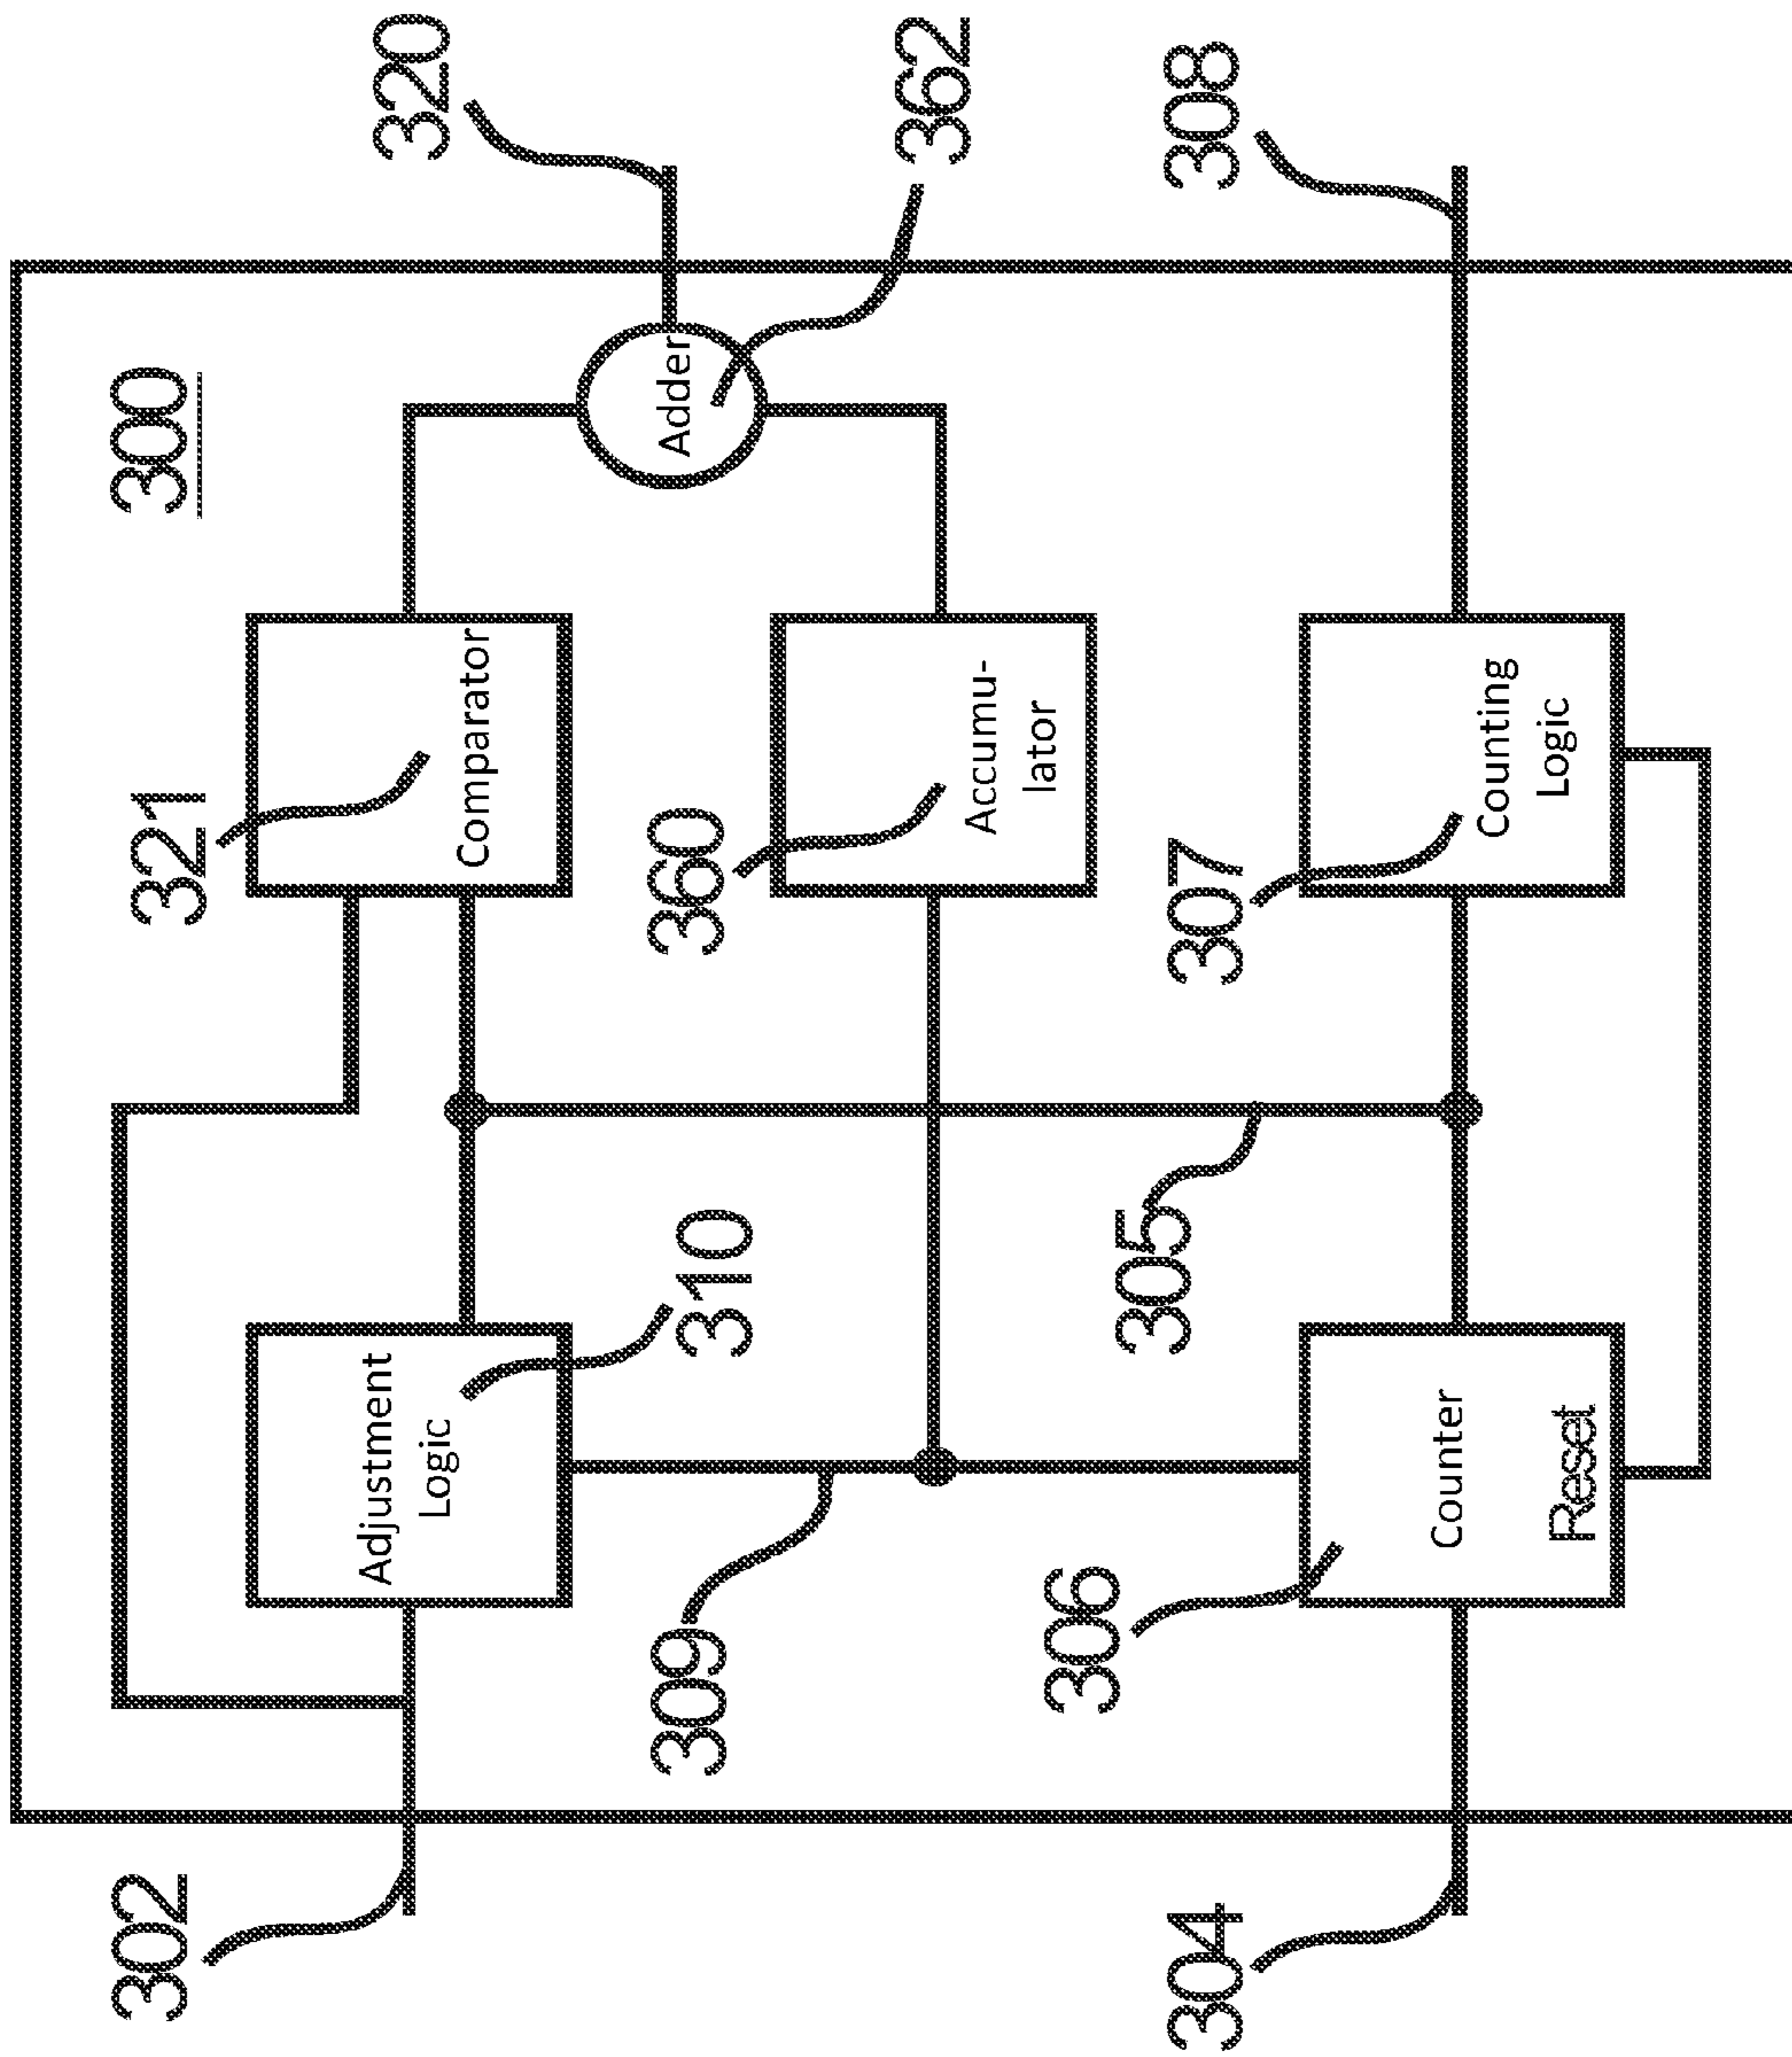 302
321
300
320
Adjustment
Logic
Comparator
309
310
360
Adder
362
Accumu-
lator
306
305
304
307
308
Counter
Reset
Counting
Logic